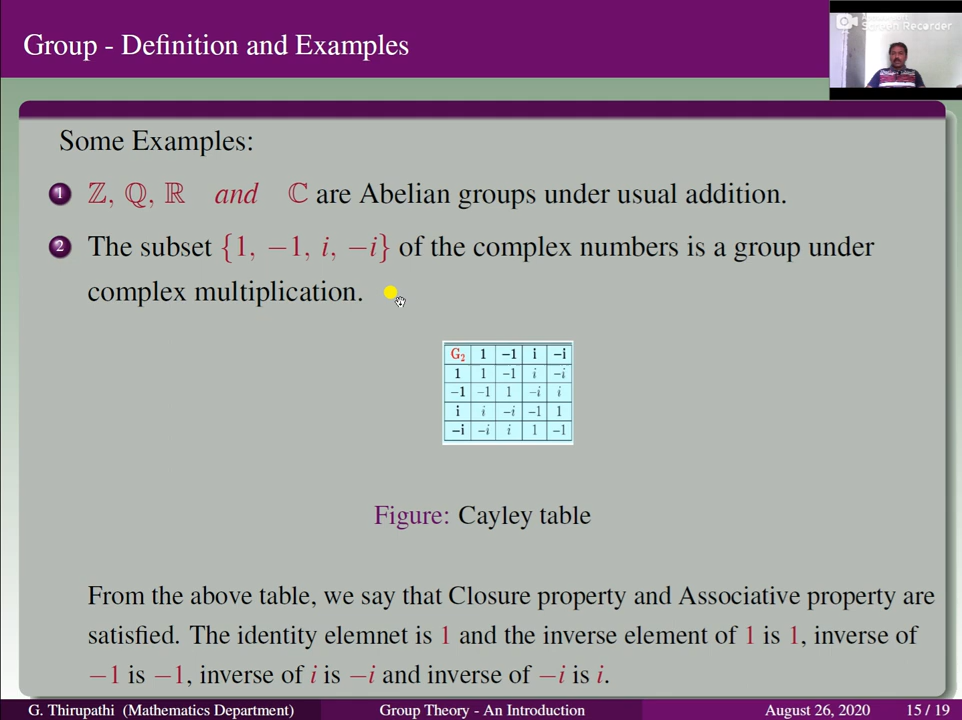 Group - Definition and Examples
Screen Recorder
Some Examples:
1 ℤ, ℚ, ℝ and ℂ are Abelian groups under usual addition.
2 The subset {1, −1, i, −i} of the complex numbers is a group under
complex multiplication.
G₂ 1 −1 i −i
1 1 −1 i −i
−1 −1 1 −i i
i i −i −1 1
−i −i i 1 −1
Figure: Cayley table
From the above table, we say that Closure property and Associative property are
satisfied. The identity elemnet is 1 and the inverse element of 1 is 1, inverse of
−1 is −1, inverse of i is −i and inverse of −i is i.
G. Thirupathi (Mathematics Department) Group Theory - An Introduction August 26, 2020 15 / 19